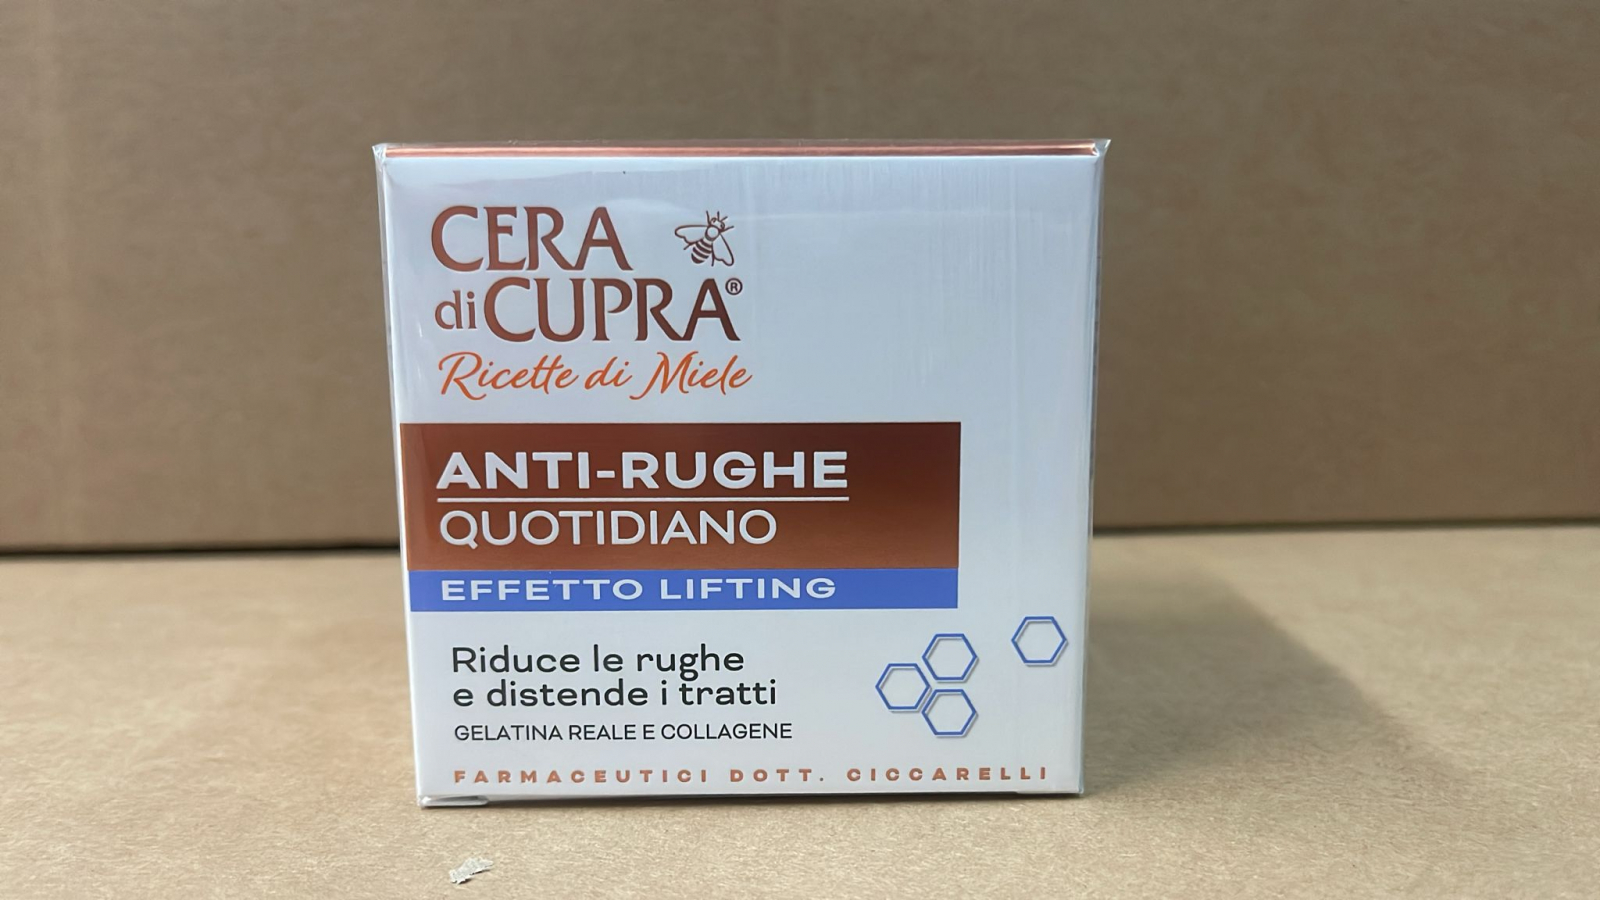 CERA
di CUPRA®
Ricette di Miele
ANTI-RUGHE
QUOTIDIANO
EFFETTO LIFTING
Riduce le rughe
e distende i tratti
GELATINA REALE E COLLAGENE
FARMACEUTICI DOTT. CICCARELLI